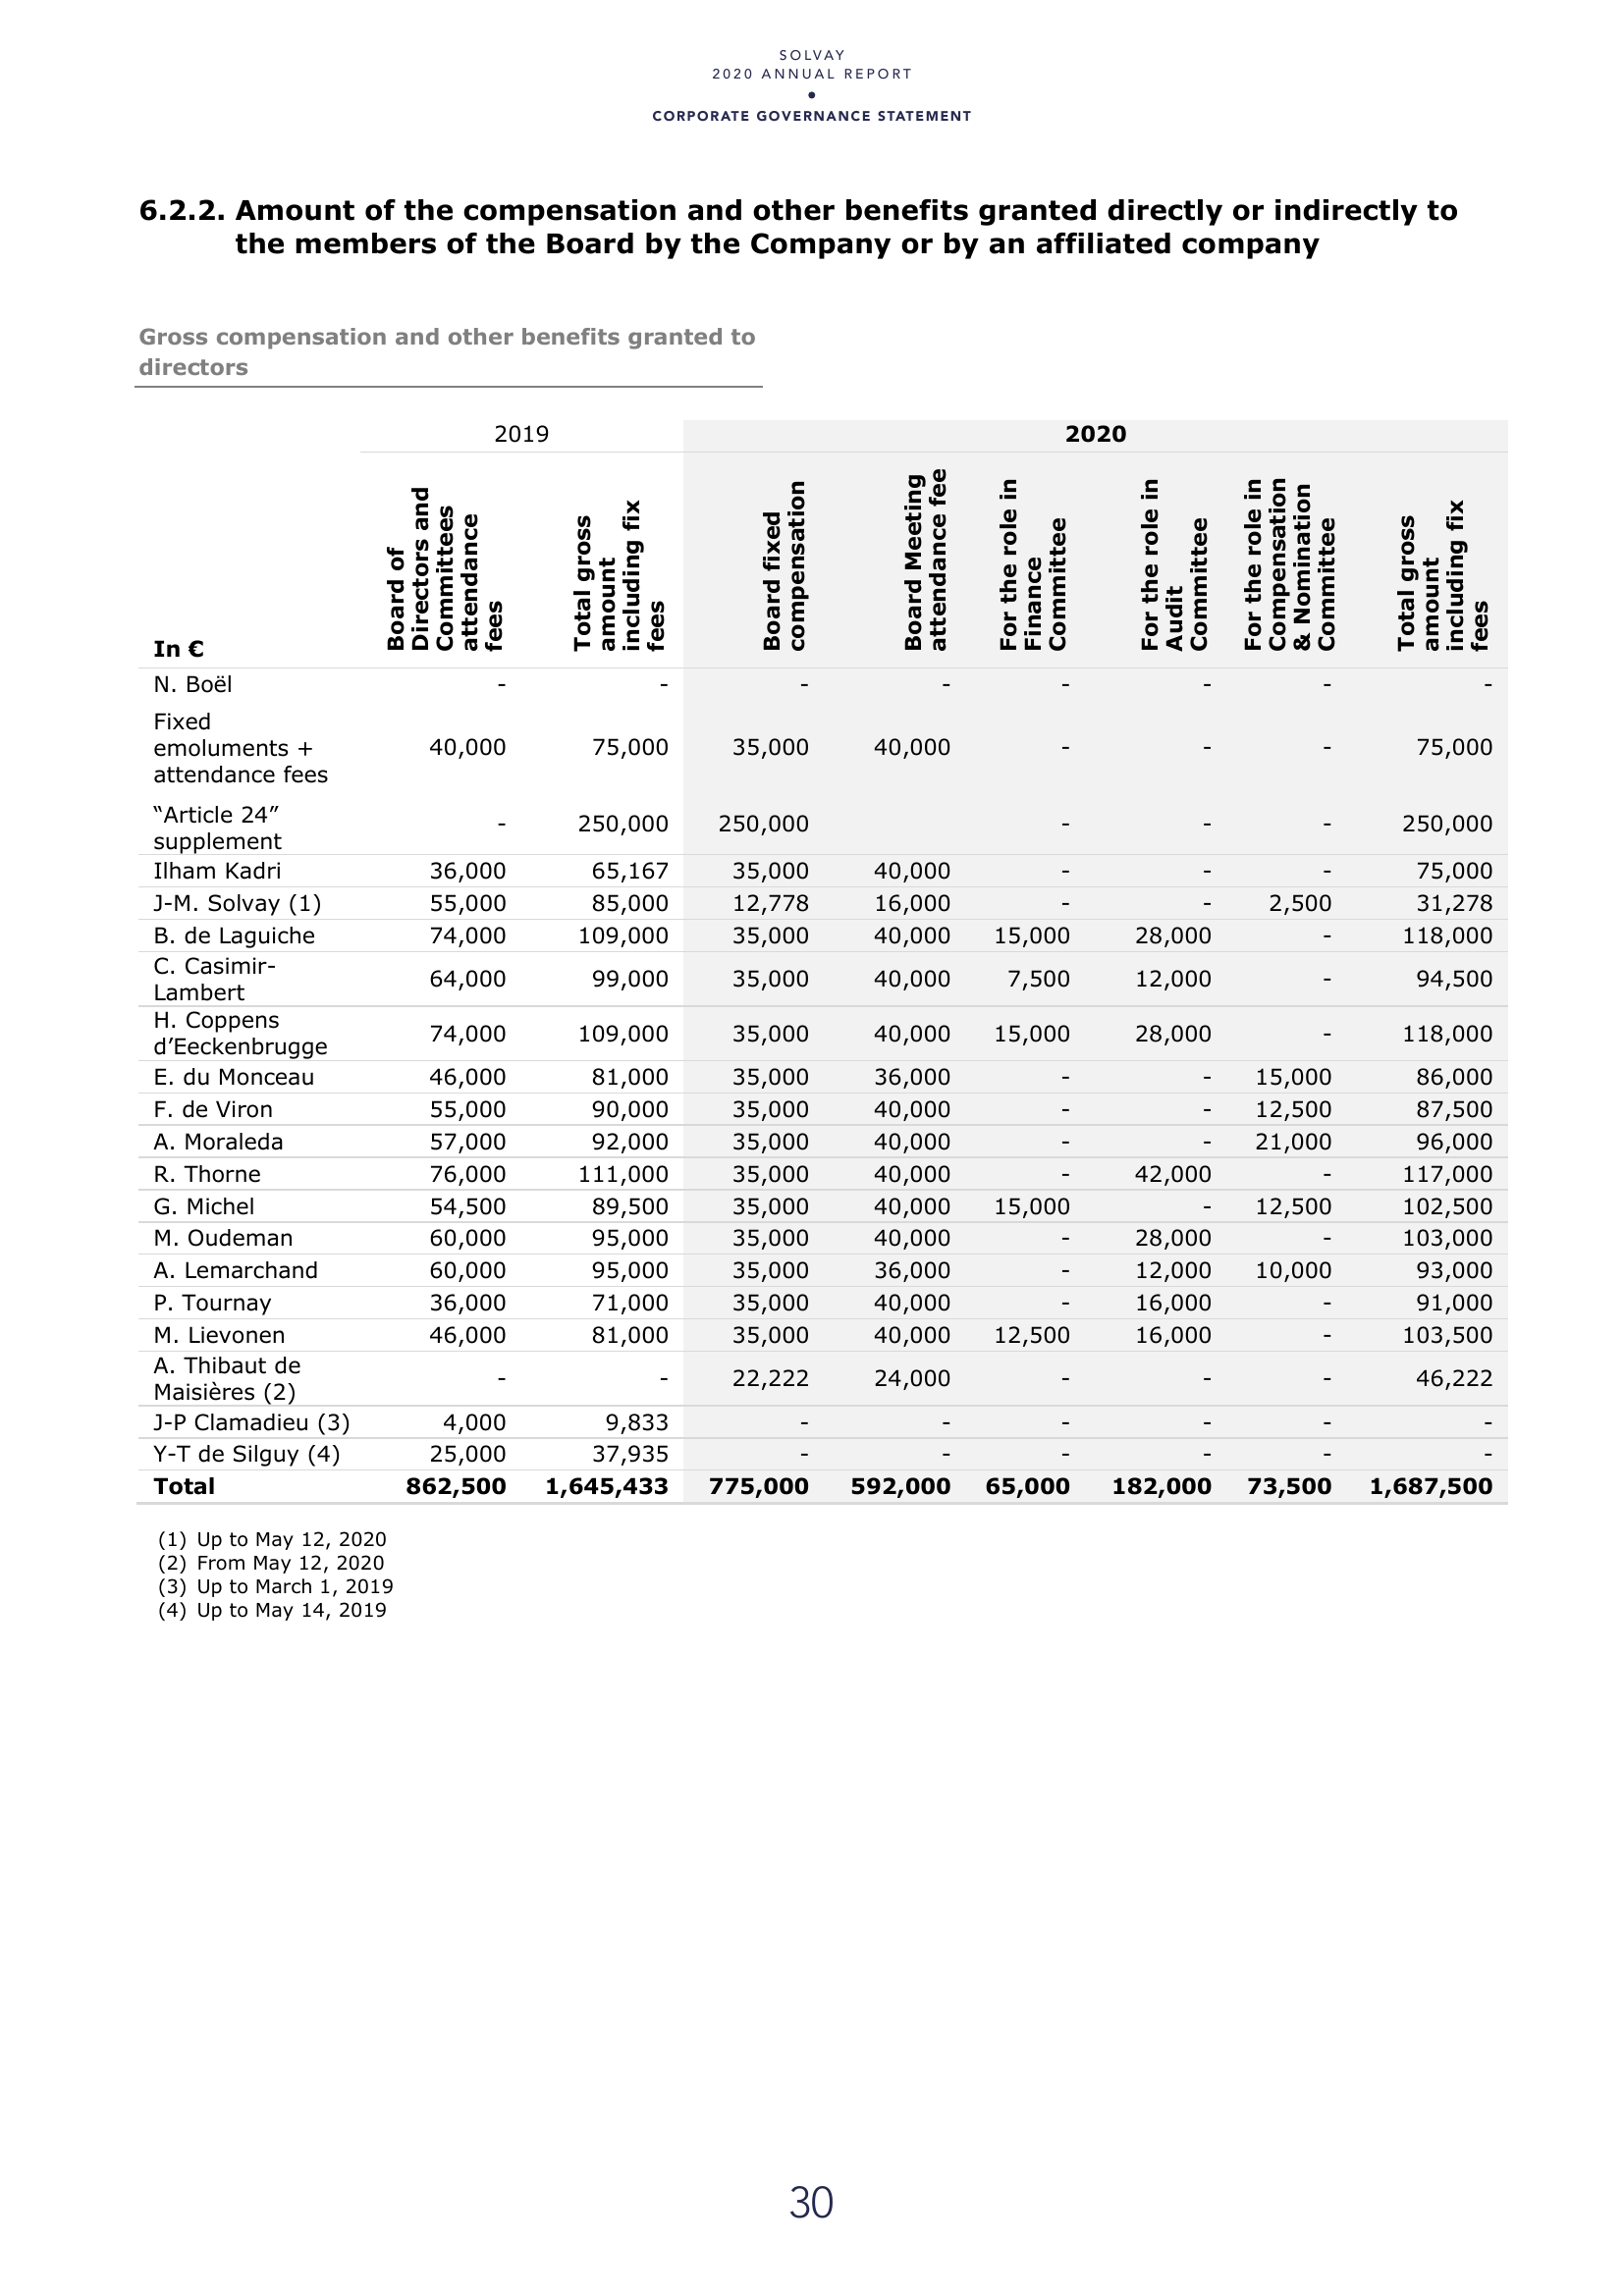 SOLVAY
2020 ANNUAL REPORT
•
CORPORATE GOVERNANCE STATEMENT
6.2.2. Amount of the compensation and other benefits granted directly or indirectly to
the members of the Board by the Company or by an affiliated company
Gross compensation and other benefits granted to
directors
2019 2020
In €
Board of
Directors and
Committees
attendance
fees
Total gross
amount
including fix
fees
Board fixed
compensation
Board Meeting
attendance fee
For the role in
Finance
Committee
For the role in
Audit
Committee
For the role in
Compensation
& Nomination
Committee
Total gross
amount
including fix
fees
N. Boël - - - - - - - -
Fixed
emoluments + 40,000 75,000 35,000 40,000 - - - 75,000
attendance fees
“Article 24”
supplement - 250,000 250,000 - - - 250,000
Ilham Kadri 36,000 65,167 35,000 40,000 - - - 75,000
J-M. Solvay (1) 55,000 85,000 12,778 16,000 - - 2,500 31,278
B. de Laguiche 74,000 109,000 35,000 40,000 15,000 28,000 - 118,000
C. Casimir-
Lambert 64,000 99,000 35,000 40,000 7,500 12,000 - 94,500
H. Coppens
d’Eeckenbrugge 74,000 109,000 35,000 40,000 15,000 28,000 - 118,000
E. du Monceau 46,000 81,000 35,000 36,000 - - 15,000 86,000
F. de Viron 55,000 90,000 35,000 40,000 - - 12,500 87,500
A. Moraleda 57,000 92,000 35,000 40,000 - - 21,000 96,000
R. Thorne 76,000 111,000 35,000 40,000 - 42,000 - 117,000
G. Michel 54,500 89,500 35,000 40,000 15,000 - 12,500 102,500
M. Oudeman 60,000 95,000 35,000 40,000 - 28,000 - 103,000
A. Lemarchand 60,000 95,000 35,000 36,000 - 12,000 10,000 93,000
P. Tournay 36,000 71,000 35,000 40,000 - 16,000 - 91,000
M. Lievonen 46,000 81,000 35,000 40,000 12,500 16,000 - 103,500
A. Thibaut de
Maisières (2) - - 22,222 24,000 - - - 46,222
J-P Clamadieu (3) 4,000 9,833 - - - - - -
Y-T de Silguy (4) 25,000 37,935 - - - - - -
Total 862,500 1,645,433 775,000 592,000 65,000 182,000 73,500 1,687,500
(1) Up to May 12, 2020
(2) From May 12, 2020
(3) Up to March 1, 2019
(4) Up to May 14, 2019
30